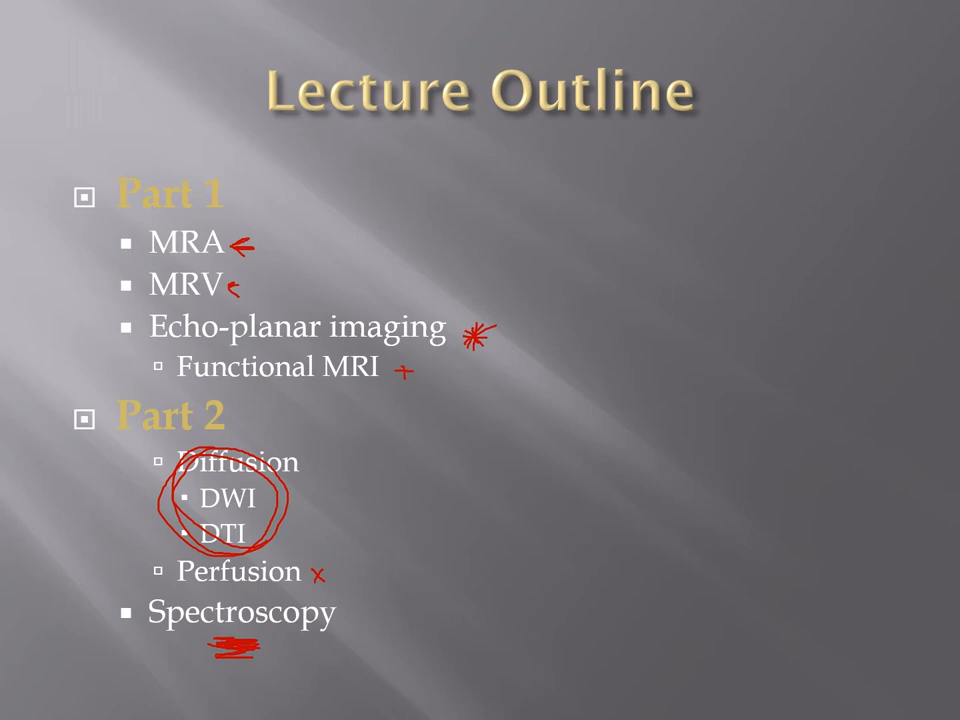 Lecture Outline
Part 1
MRA
MRV
Echo-planar imaging
Functional MRI
Part 2
Diffusion
DWI
DTI
Perfusion
Spectroscopy